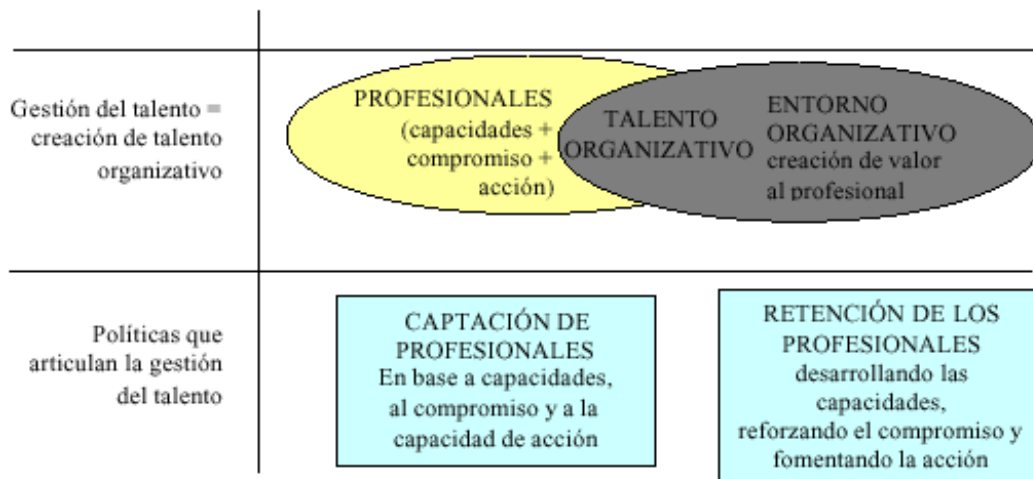 Gestión del talento =
creación de talento
organizativo
PROFESIONALES
(capacidades +
compromiso +
acción)
TALENTO
ORGANIZATIVO
ENTORNO
ORGANIZATIVO
creación de valor
al profesional
Políticas que
articulan la gestión
del talento
CAPTACIÓN DE
PROFESIONALES
En base a capacidades,
al compromiso y a la
capacidad de acción
RETENCIÓN DE LOS
PROFESIONALES
desarrollando las
capacidades,
reforzando el compromiso y
fomentando la acción